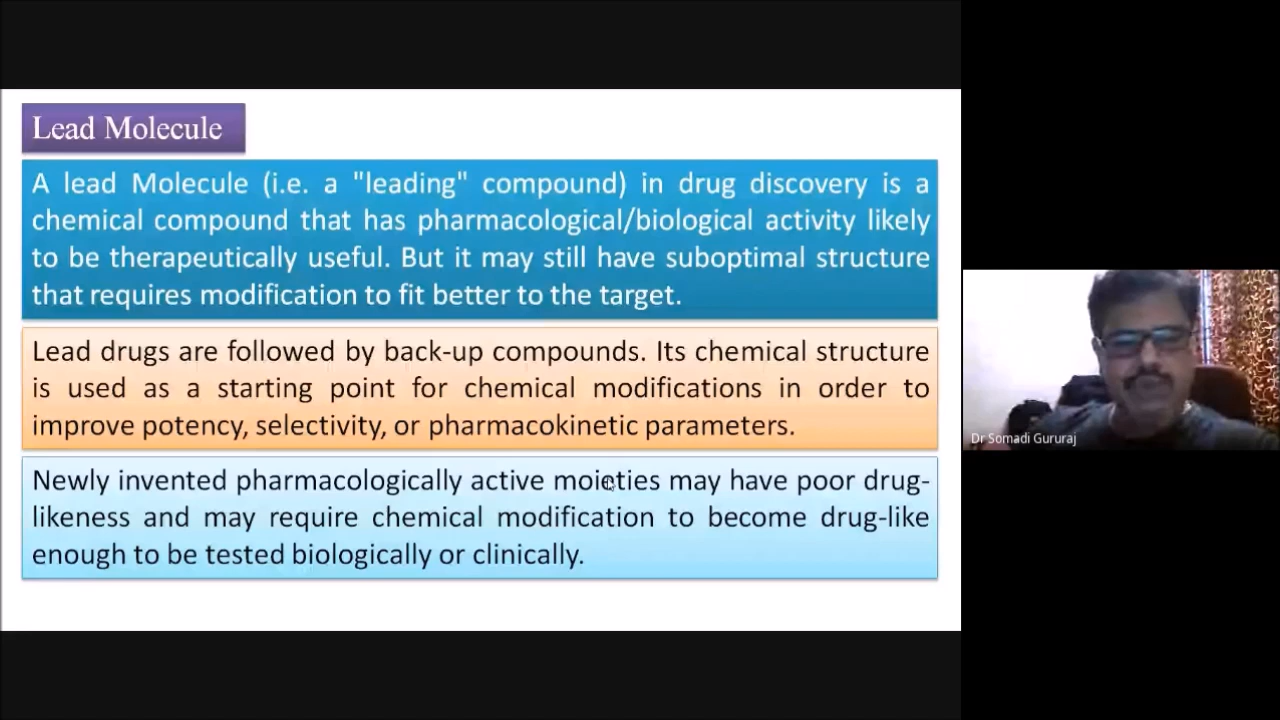 Lead Molecule
A lead Molecule (i.e. a "leading" compound) in drug discovery is a
chemical compound that has pharmacological/biological activity likely
to be therapeutically useful. But it may still have suboptimal structure
that requires modification to fit better to the target.
Lead drugs are followed by back-up compounds. Its chemical structure
is used as a starting point for chemical modifications in order to
improve potency, selectivity, or pharmacokinetic parameters.
Newly invented pharmacologically active moieties may have poor drug-
likeness and may require chemical modification to become drug-like
enough to be tested biologically or clinically.
Dr Somadi Gururaj